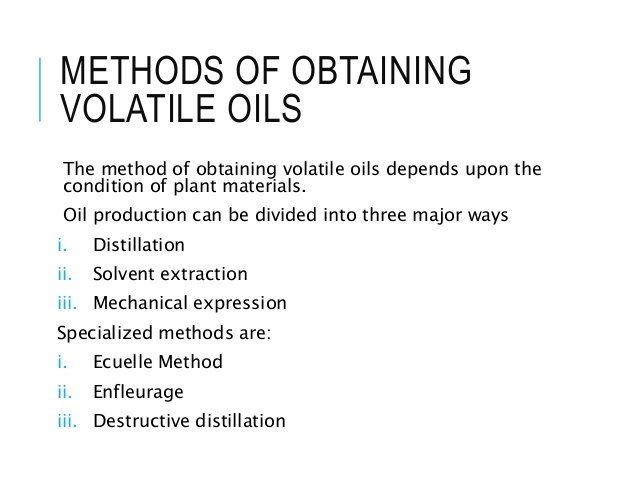 METHODS OF OBTAINING
VOLATILE OILS
The method of obtaining volatile oils depends upon the
condition of plant materials.
Oil production can be divided into three major ways
i. Distillation
ii. Solvent extraction
iii. Mechanical expression
Specialized methods are:
i. Ecuelle Method
ii. Enfleurage
iii. Destructive distillation